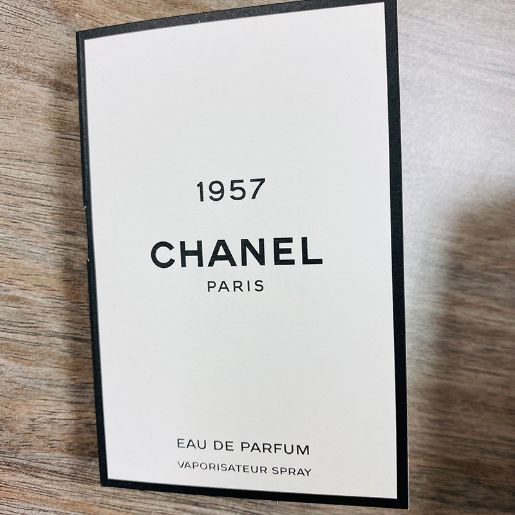 1957
CHANEL
PARIS
EAU DE PARFUM
VAPORISATEUR SPRAY